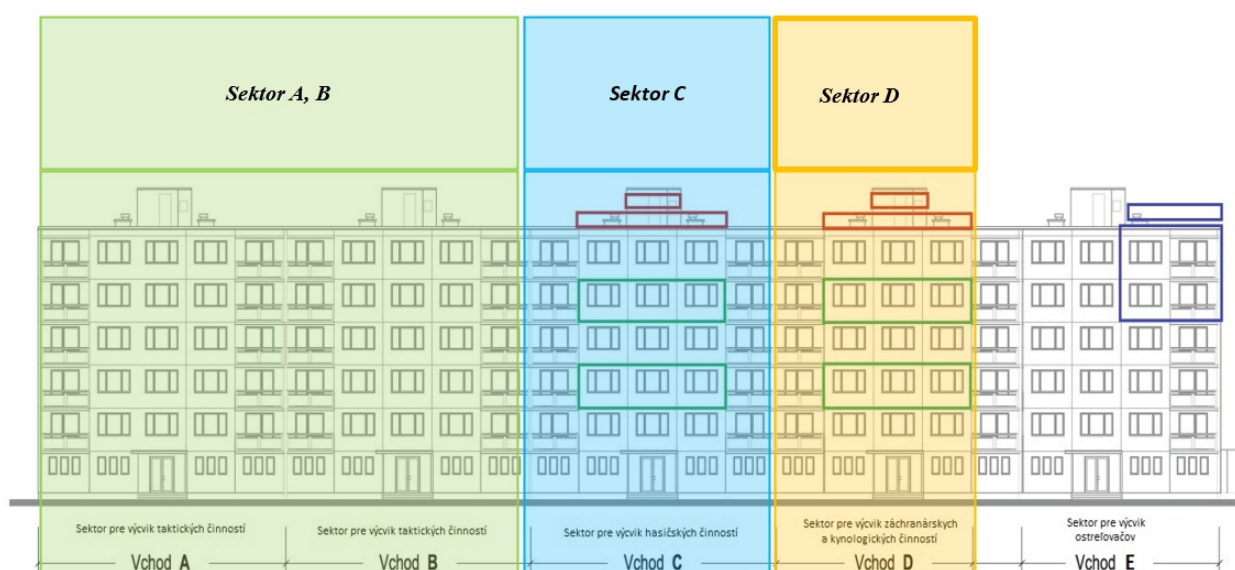 Sektor A, B
Sektor C
Sektor D
Sektor pre výcvik taktických činností
Vchod A
Sektor pre výcvik taktických činností
Vchod B
Sektor pre výcvik hasičských činností
Vchod C
Sektor pre výcvik záchranárskych
a kynologických činností
Vchod D
Sektor pre výcvik
ostreľovačov
Vchod E